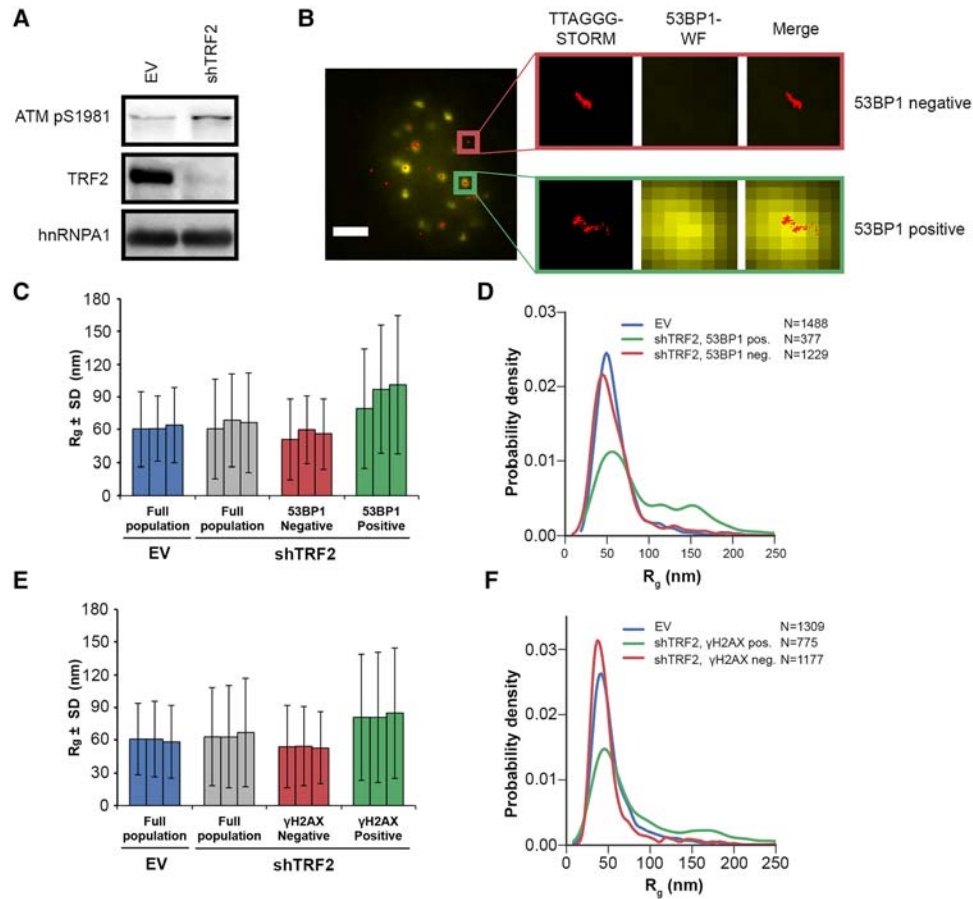 A
EV
shTRF2
ATM pS1981
TRF2
hnRNPA1
B
TTAGGG-
STORM
53BP1-
WF
Merge
53BP1 negative
53BP1 positive
C
Rg ± SD (nm)
180
150
120
90
60
30
0
Full
population
Full
population
53BP1
Negative
53BP1
Positive
EV
shTRF2
D
Probability density
0.03
0.02
0.01
0.00
EV N=1488
shTRF2, 53BP1 pos. N=377
shTRF2, 53BP1 neg. N=1229
0 50 100 150 200 250
Rg (nm)
E
Rg ± SD (nm)
180
150
120
90
60
30
0
Full
population
Full
population
γH2AX
Negative
γH2AX
Positive
EV
shTRF2
F
Probability density
0.03
0.02
0.01
0.00
EV N=1309
shTRF2, γH2AX pos. N=775
shTRF2, γH2AX neg. N=1177
0 50 100 150 200 250
Rg (nm)